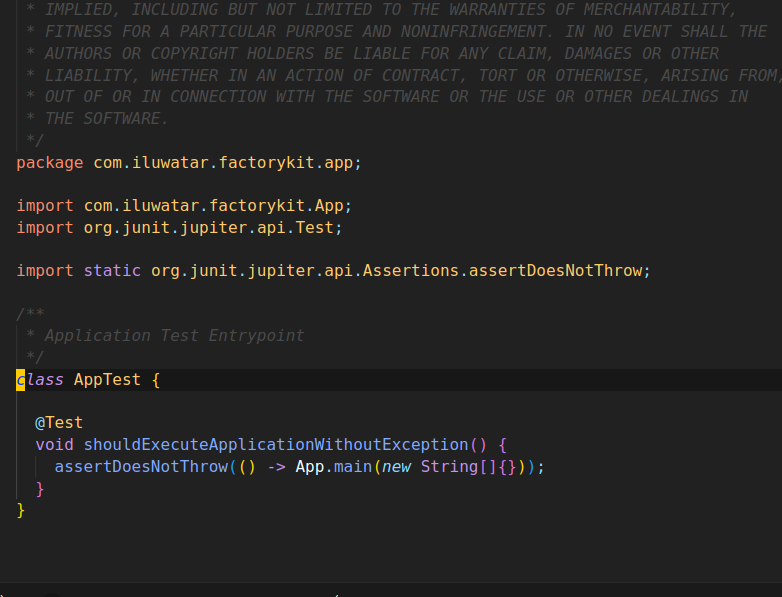 * IMPLIED, INCLUDING BUT NOT LIMITED TO THE WARRANTIES OF MERCHANTABILITY,
* FITNESS FOR A PARTICULAR PURPOSE AND NONINFRINGEMENT. IN NO EVENT SHALL THE
* AUTHORS OR COPYRIGHT HOLDERS BE LIABLE FOR ANY CLAIM, DAMAGES OR OTHER
* LIABILITY, WHETHER IN AN ACTION OF CONTRACT, TORT OR OTHERWISE, ARISING FROM,
* OUT OF OR IN CONNECTION WITH THE SOFTWARE OR THE USE OR OTHER DEALINGS IN
* THE SOFTWARE.
*/
package com.iluwatar.factorykit.app;
import com.iluwatar.factorykit.App;
import org.junit.jupiter.api.Test;
import static org.junit.jupiter.api.Assertions.assertDoesNotThrow;
/**
* Application Test Entrypoint
*/
class AppTest {
@Test
void shouldExecuteApplicationWithoutException() {
assertDoesNotThrow(() -> App.main(new String[]{}));
}
}